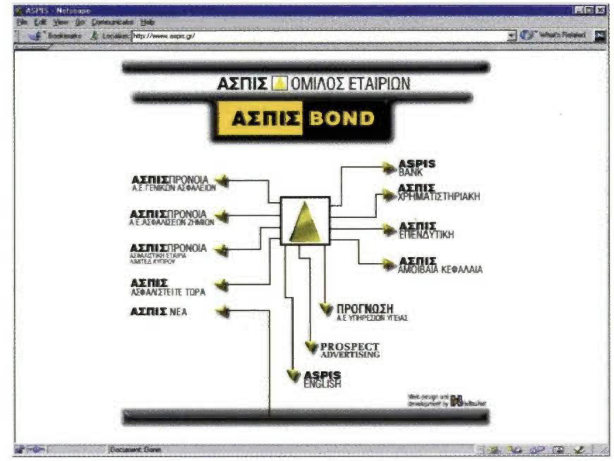 ASPIS - Netscape
File Edit View Go Communicator Help
Bookmarks Location: http://www.aspis.gr/ What's Related
ΑΣΠΙΣ ΟΜΙΛΟΣ ΕΤΑΙΡΙΩΝ
ΑΣΠΙΣ BOND
ΑΣΠΙΣ ΠΡΟΝΟΙΑ
Α.Ε.ΓΕΝΙΚΩΝ ΑΣΦΑΛΕΙΩΝ
ΑΣΠΙΣ ΠΡΟΝΟΙΑ
Α.Ε.ΑΣΦΑΛΙΣΕΩΝ ΖΗΜΙΩΝ
ΑΣΠΙΣ ΠΡΟΝΟΙΑ
ΑΣΦΑΛΙΣΤΙΚΗ ΕΤΑΙΡΙΑ
ΛΙΜΙΤΕΔ ΚΥΠΡΟΥ
ΑΣΠΙΣ
ΑΣΦΑΛΙΣΤΕΙΤΕ ΤΩΡΑ
ΑΣΠΙΣ ΝΕΑ
ASPIS
BANK
ΑΣΠΙΣ
ΧΡΗΜΑΤΙΣΤΗΡΙΑΚΗ
ΑΣΠΙΣ
ΕΠΕΝΔΥΤΙΚΗ
ΑΣΠΙΣ
ΑΜΟΙΒΑΙΑ ΚΕΦΑΛΑΙΑ
ΠΡΟΓΝΩΣΗ
Α.Ε ΥΠΗΡΕΣΙΩΝ ΥΓΕΙΑΣ
PROSPECT
ADVERTISING
ASPIS
ENGLISH
Web design and
development by
Document: Done